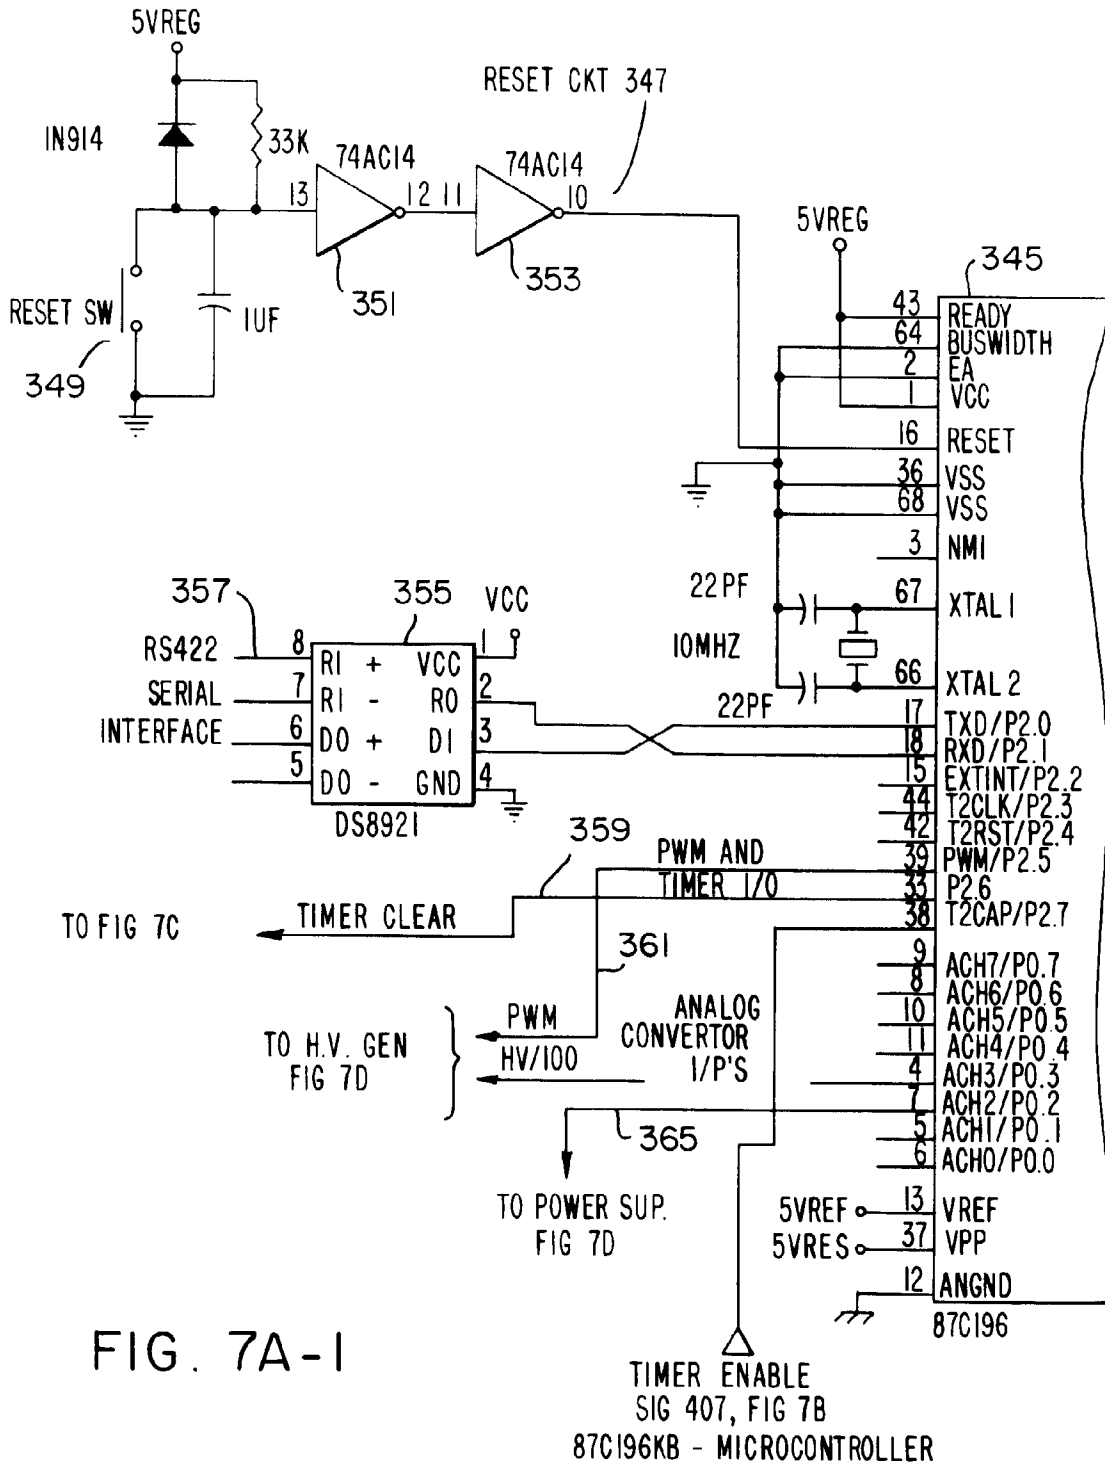 5VREG
RESET CKT 347
IN914
33K
74AC14
74AC14
13
12
11
10
351
353
RESET SW
1UF
349
5VREG
345
43 READY
64 BUSWIDTH
2 EA
1 VCC
16 RESET
36 VSS
68 VSS
3 NMI
22PF
67 XTAL1
10MHZ
66 XTAL2
22PF
357
355
VCC
RS422
8 RI + VCC 1
SERIAL
7 RI - RO 2
INTERFACE
6 DO + DI 3
5 DO - GND 4
DS8921
17 TXD/P2.0
18 RXD/P2.1
15 EXTINT/P2.2
44 T2CLK/P2.3
42 T2RST/P2.4
39 PWM/P2.5
33 P2.6
38 T2CAP/P2.7
359
PWM AND
TIMER I/O
TO FIG 7C
TIMER CLEAR
361
9 ACH7/P0.7
8 ACH6/P0.6
10 ACH5/P0.5
11 ACH4/P0.4
4 ACH3/P0.3
7 ACH2/P0.2
5 ACH1/P0.1
6 ACH0/P0.0
TO H.V. GEN
FIG 7D
PWM
HV/100
ANALOG
CONVERTOR
I/P'S
365
TO POWER SUP.
FIG 7D
5VREF
13 VREF
5VRES
37 VPP
12 ANGND
87C196
FIG. 7A-1
TIMER ENABLE
SIG 407, FIG 7B
87C196KB - MICROCONTROLLER